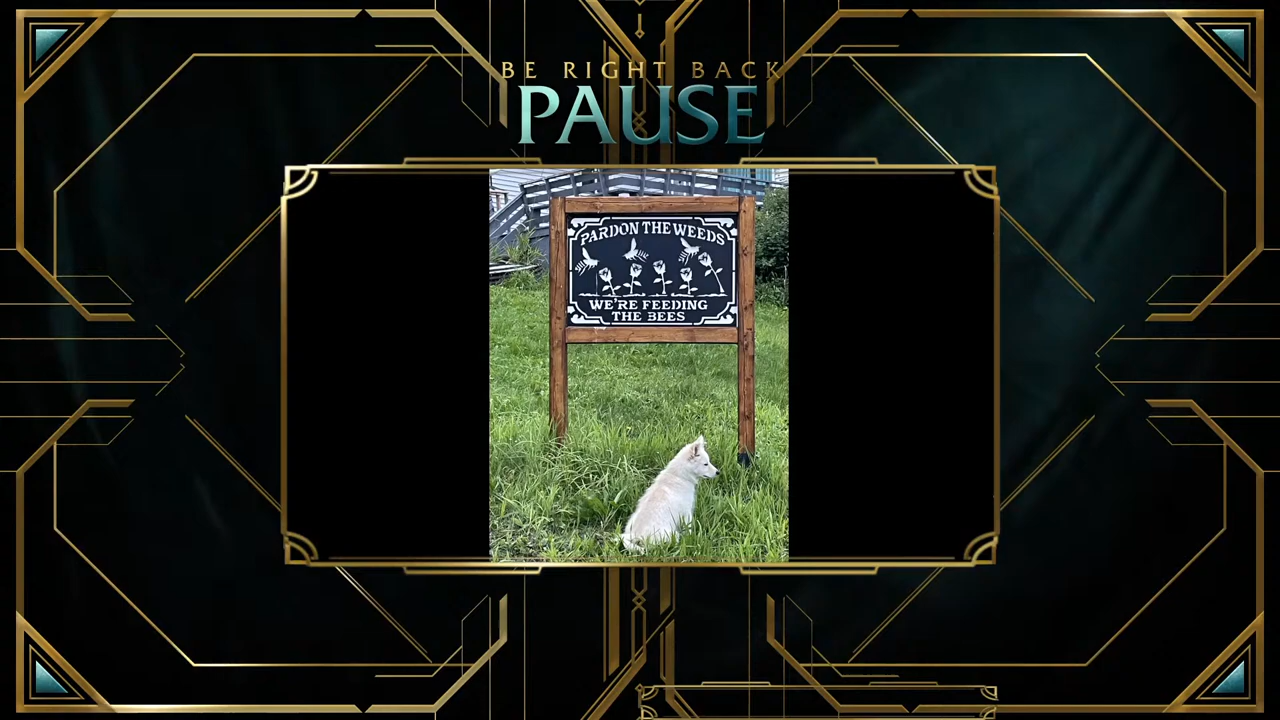 BE RIGHT BACK
PAUSE
PARDON THE WEEDS
WE'RE FEEDING
THE BEES